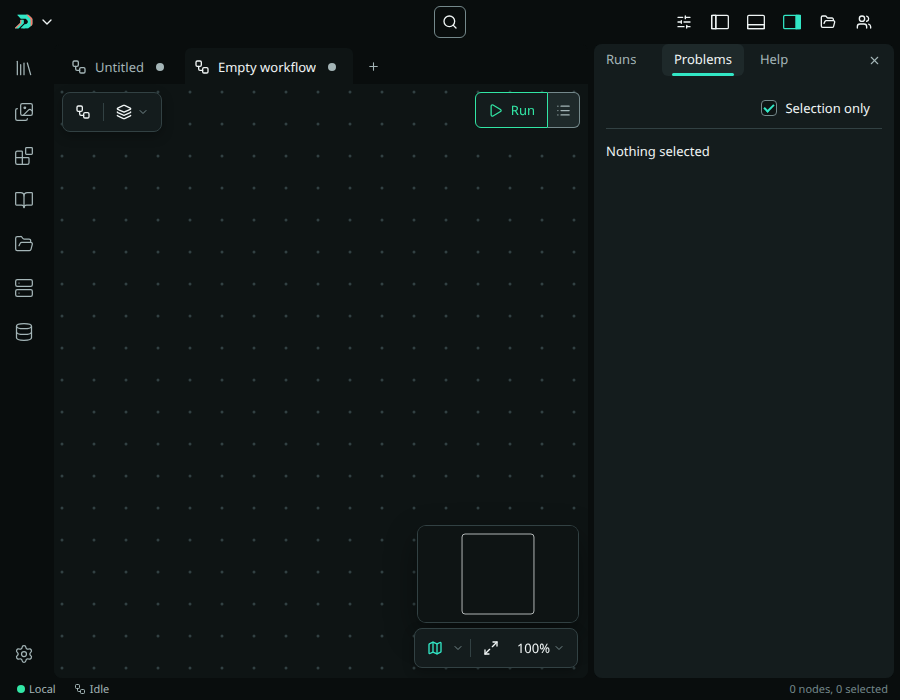 Untitled
Empty workflow
Run
100%
Runs
Problems
Help
Selection only
Nothing selected
Local
Idle
0 nodes, 0 selected